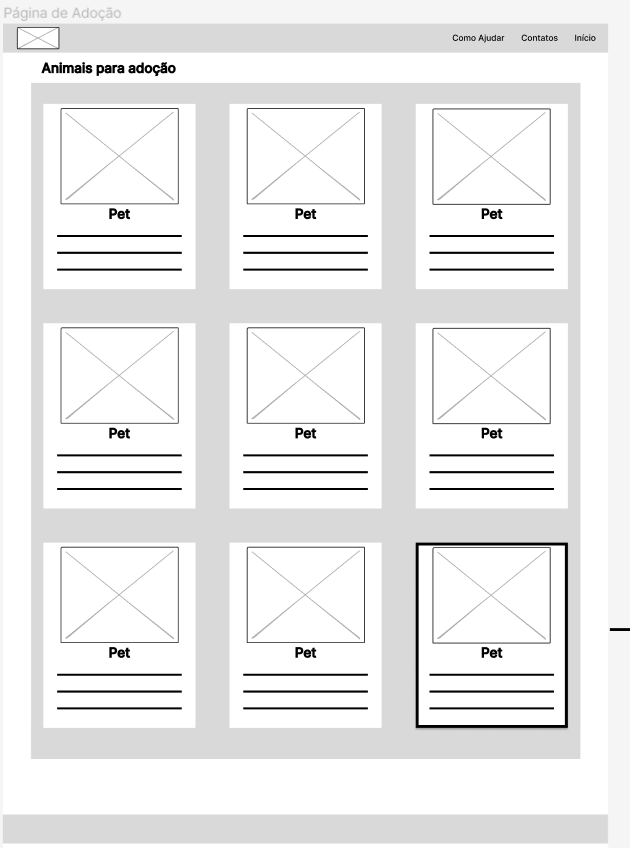 Página de Adoção
Como Ajudar Contatos Início
Animais para adoção
Pet Pet Pet
Pet Pet Pet
Pet Pet Pet